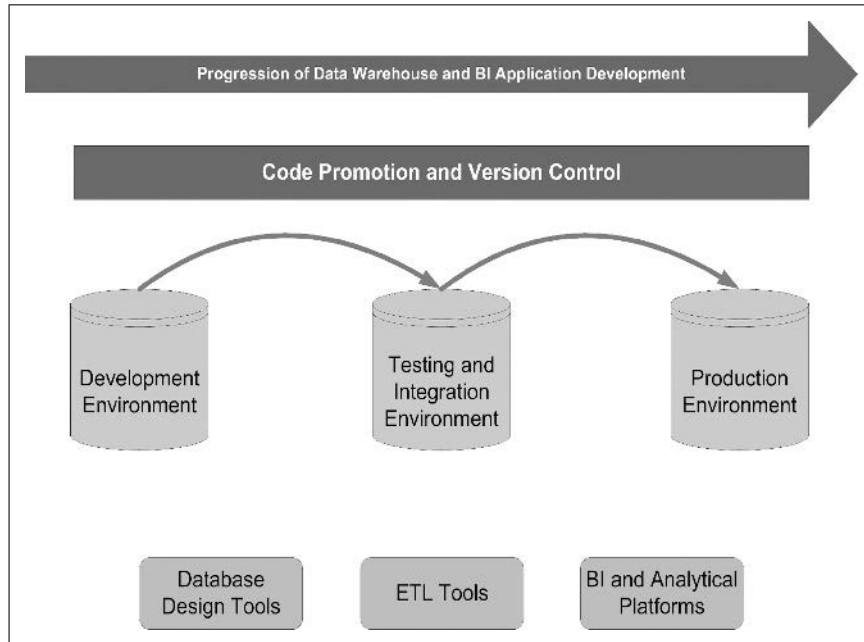 Progression of Data Warehouse and BI Application Development
Code Promotion and Version Control
Development
Environment
Testing and
Integration
Environment
Production
Environment
Database
Design Tools
ETL Tools
BI and Analytical
Platforms